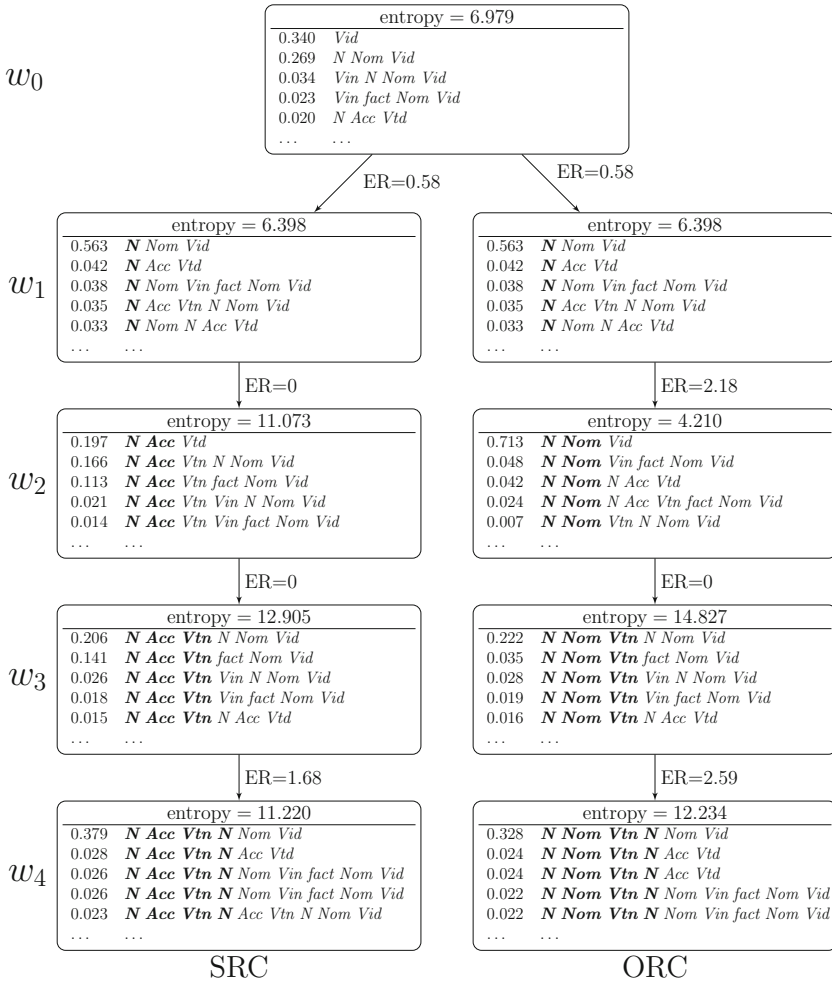 entropy = 6.979
w0
0.340 Vid
0.269 N Nom Vid
0.034 Vin N Nom Vid
0.023 Vin fact Nom Vid
0.020 N Acc Vtd
... ...
ER=0.58
ER=0.58
entropy = 6.398
w1
0.563 N Nom Vid
0.042 N Acc Vtd
0.038 N Nom Vin fact Nom Vid
0.035 N Acc Vtn N Nom Vid
0.033 N Nom N Acc Vtd
... ...
entropy = 6.398
0.563 N Nom Vid
0.042 N Acc Vtd
0.038 N Nom Vin fact Nom Vid
0.035 N Acc Vtn N Nom Vid
0.033 N Nom N Acc Vtd
... ...
ER=0
ER=2.18
entropy = 11.073
w2
0.197 N Acc Vtd
0.166 N Acc Vtn N Nom Vid
0.113 N Acc Vtn fact Nom Vid
0.021 N Acc Vtn Vin N Nom Vid
0.014 N Acc Vtn Vin fact Nom Vid
... ...
entropy = 4.210
0.713 N Nom Vid
0.048 N Nom Vin fact Nom Vid
0.042 N Nom N Acc Vtd
0.024 N Nom N Acc Vtn fact Nom Vid
0.007 N Nom Vtn N Nom Vid
... ...
ER=0
ER=0
entropy = 12.905
w3
0.206 N Acc Vtn N Nom Vid
0.141 N Acc Vtn fact Nom Vid
0.026 N Acc Vtn Vin N Nom Vid
0.018 N Acc Vtn Vin fact Nom Vid
0.015 N Acc Vtn N Acc Vtd
... ...
entropy = 14.827
0.222 N Nom Vtn N Nom Vid
0.035 N Nom Vtn fact Nom Vid
0.028 N Nom Vtn Vin N Nom Vid
0.019 N Nom Vtn Vin fact Nom Vid
0.016 N Nom Vtn N Acc Vtd
... ...
ER=1.68
ER=2.59
entropy = 11.220
w4
0.379 N Acc Vtn N Nom Vid
0.028 N Acc Vtn N Acc Vtd
0.026 N Acc Vtn N Nom Vin fact Nom Vid
0.026 N Acc Vtn N Nom Vin fact Nom Vid
0.023 N Acc Vtn N Acc Vtn N Nom Vid
... ...
entropy = 12.234
0.328 N Nom Vtn N Nom Vid
0.024 N Nom Vtn N Acc Vtd
0.024 N Nom Vtn N Acc Vtd
0.022 N Nom Vtn N Nom Vin fact Nom Vid
0.022 N Nom Vtn N Nom Vin fact Nom Vid
... ...
SRC
ORC